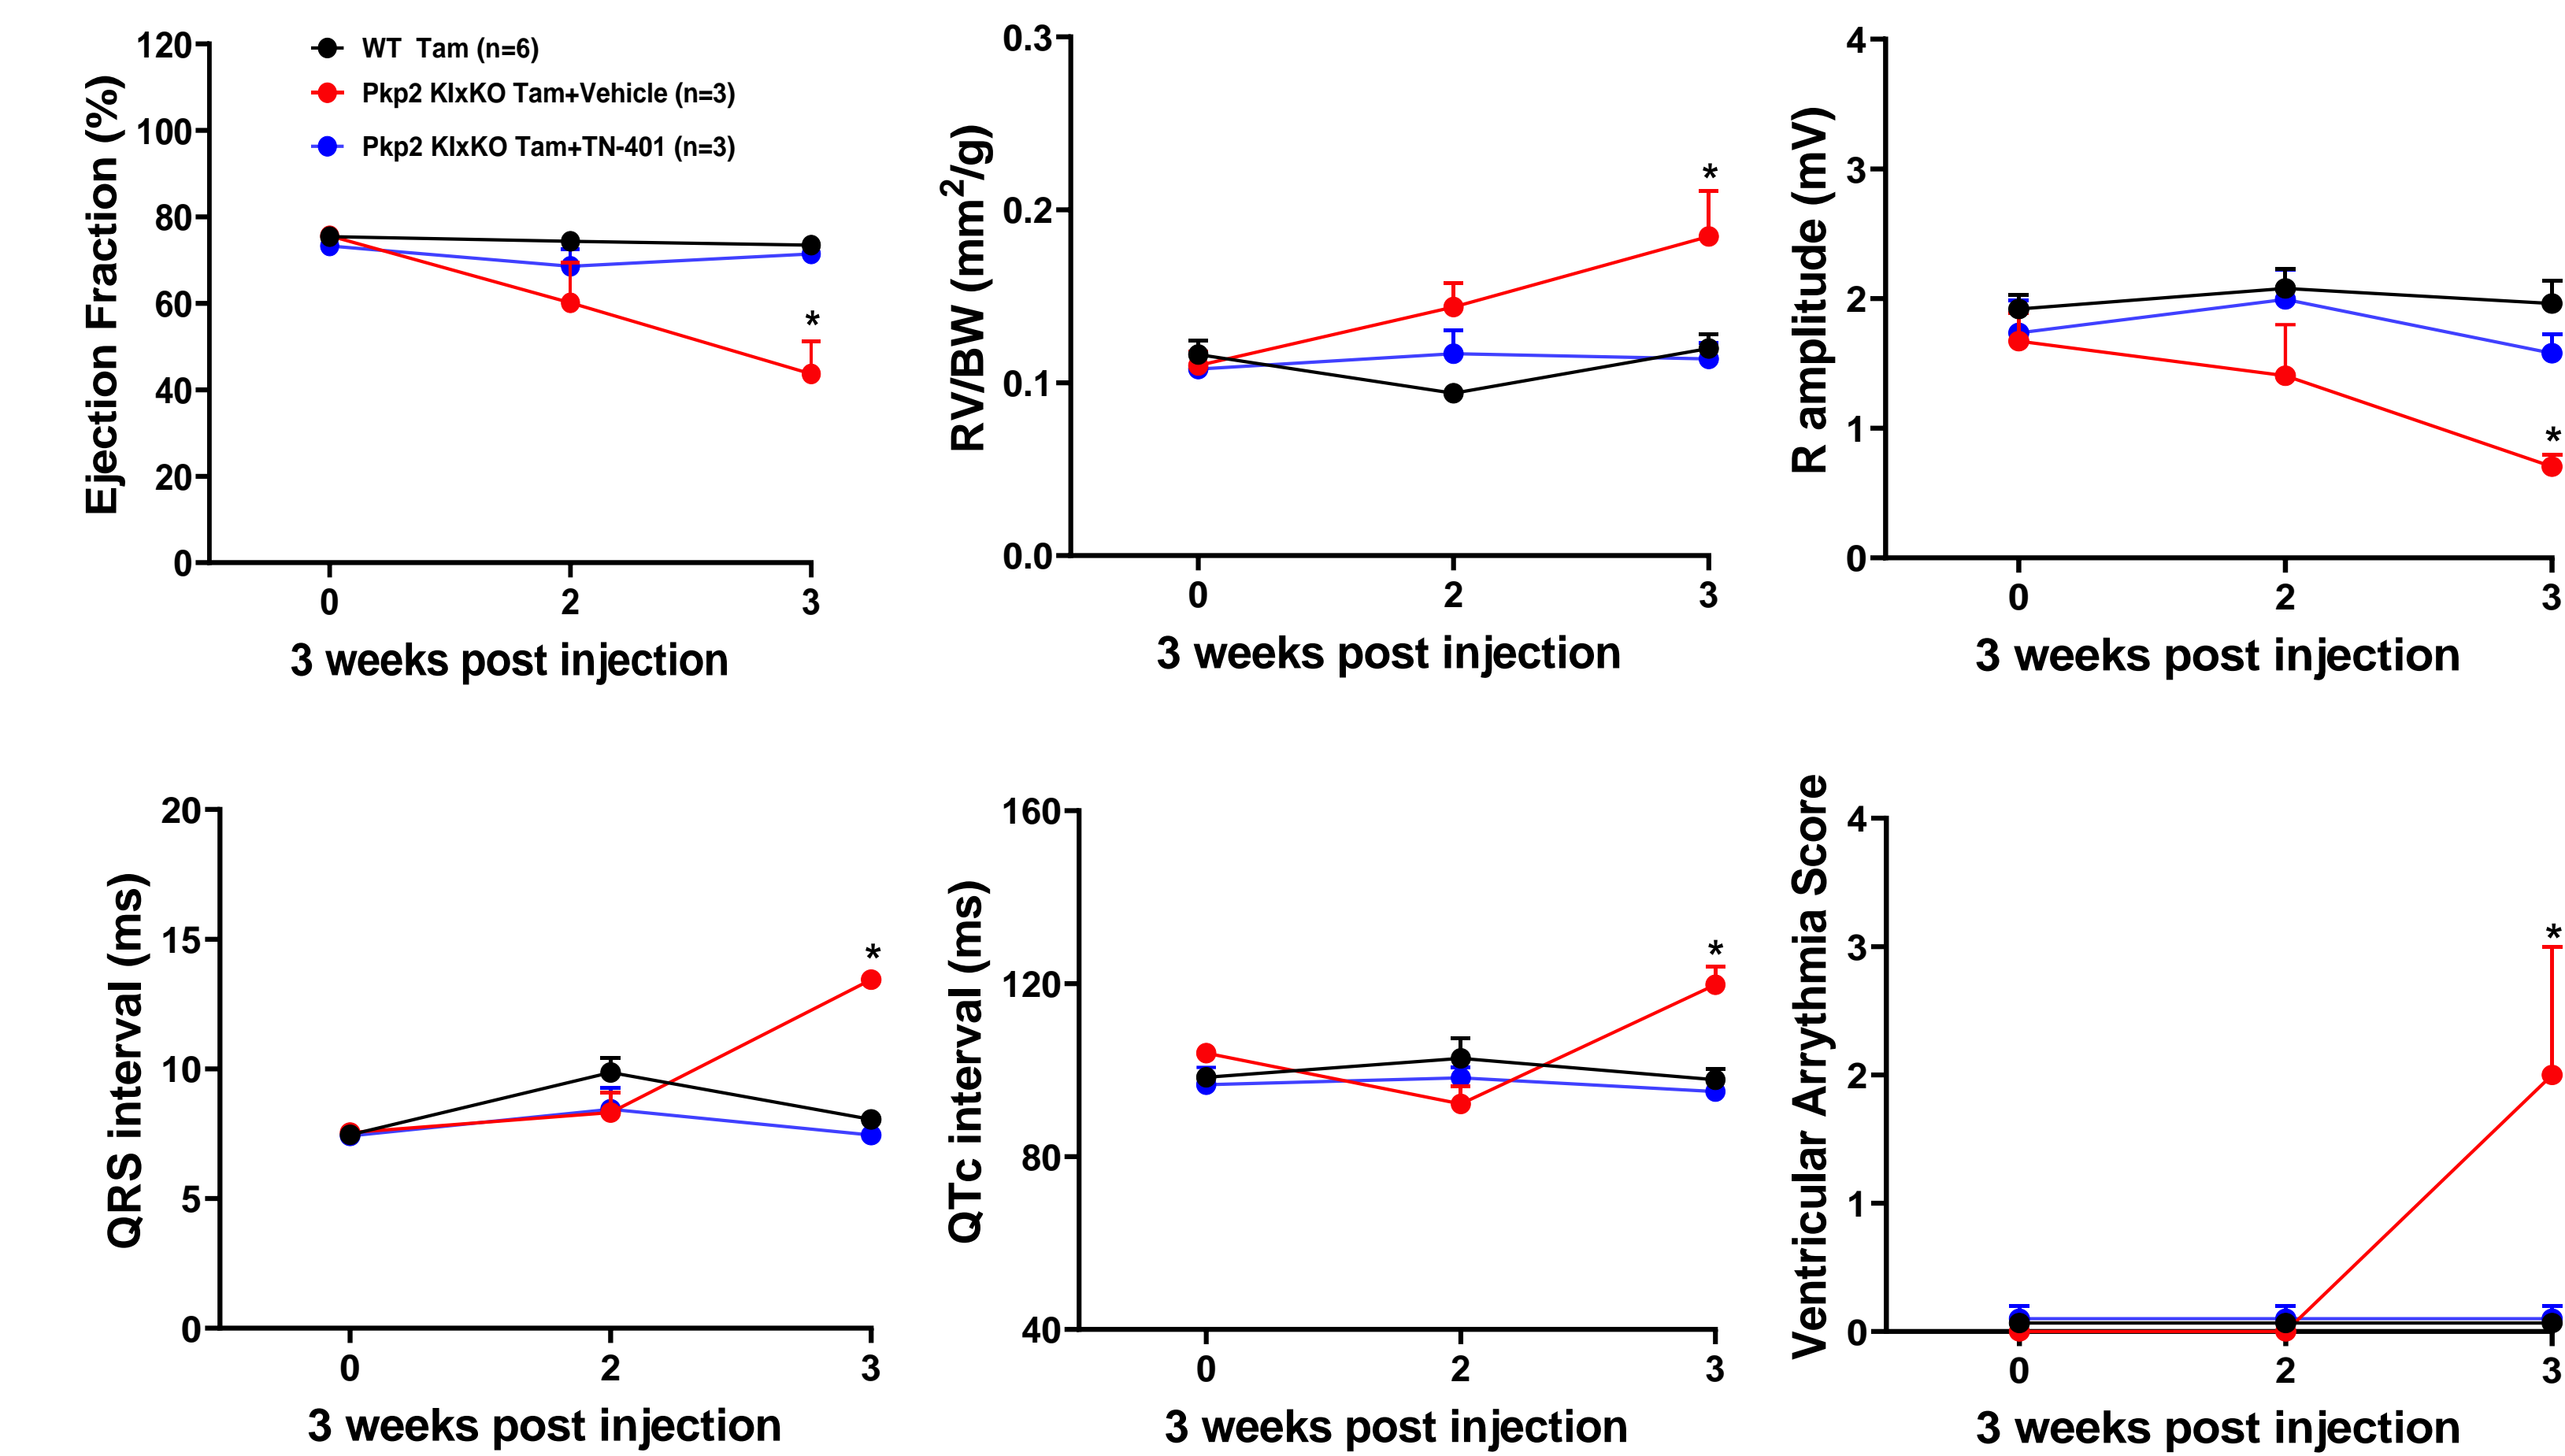 120
100
80
60
40
20
0
Ejection Fraction (%)
WT Tam (n=6)
Pkp2 KIxKO Tam+Vehicle (n=3)
Pkp2 KIxKO Tam+TN-401 (n=3)
*
0 2 3
3 weeks post injection
0.3
0.2
0.1
0.0
RV/BW (mm²/g)
*
0 2 3
3 weeks post injection
4
3
2
1
0
R amplitude (mV)
*
0 2 3
3 weeks post injection
20
15
10
5
0
QRS interval (ms)
*
0 2 3
3 weeks post injection
160
120
80
40
QTc interval (ms)
*
0 2 3
3 weeks post injection
4
3
2
1
0
Ventricular Arrythmia Score
*
0 2 3
3 weeks post injection